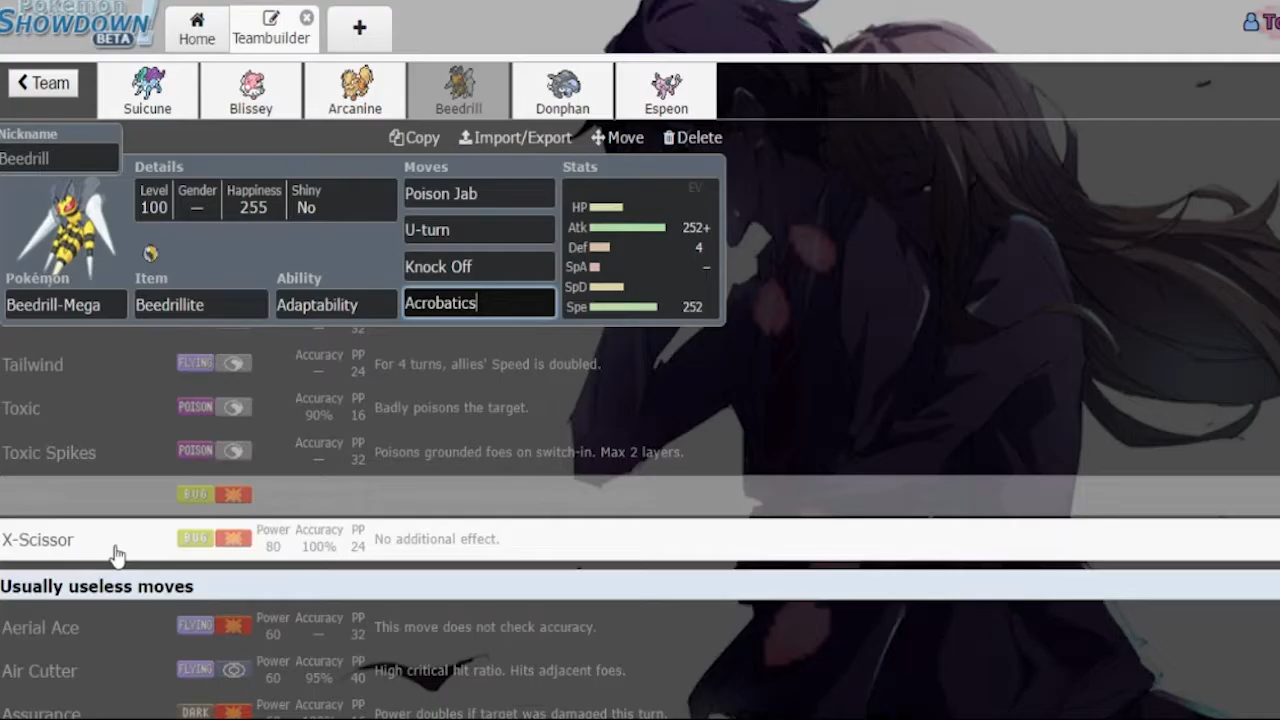 Pokémon
SHOWDOWN!
BETA
Home
Teambuilder
+
To
< Team
Suicune
Blissey
Arcanine
Beedrill
Donphan
Espeon
Copy
Import/Export
Move
Delete
Nickname
Beedrill
Details
Moves
Stats
Level Gender Happiness Shiny
100 — 255 No
Poison Jab
U-turn
Knock Off
Acrobatics
EV
HP
Atk 252+
Def 4
SpA –
SpD
Spe 252
Pokémon Item Ability
Beedrill-Mega Beedrillite Adaptability
32
Tailwind FLYING Accuracy — PP 24 For 4 turns, allies' Speed is doubled.
Toxic POISON Accuracy 90% PP 16 Badly poisons the target.
Toxic Spikes POISON Accuracy — PP 32 Poisons grounded foes on switch-in. Max 2 layers.
BUG
X-Scissor BUG Power 80 Accuracy 100% PP 24 No additional effect.
Usually useless moves
Aerial Ace FLYING Power 60 Accuracy — PP 32 This move does not check accuracy.
Air Cutter FLYING Power 60 Accuracy 95% PP 40 High critical hit ratio. Hits adjacent foes.
Assurance DARK Power Accuracy PP Power doubles if target was damaged this turn.